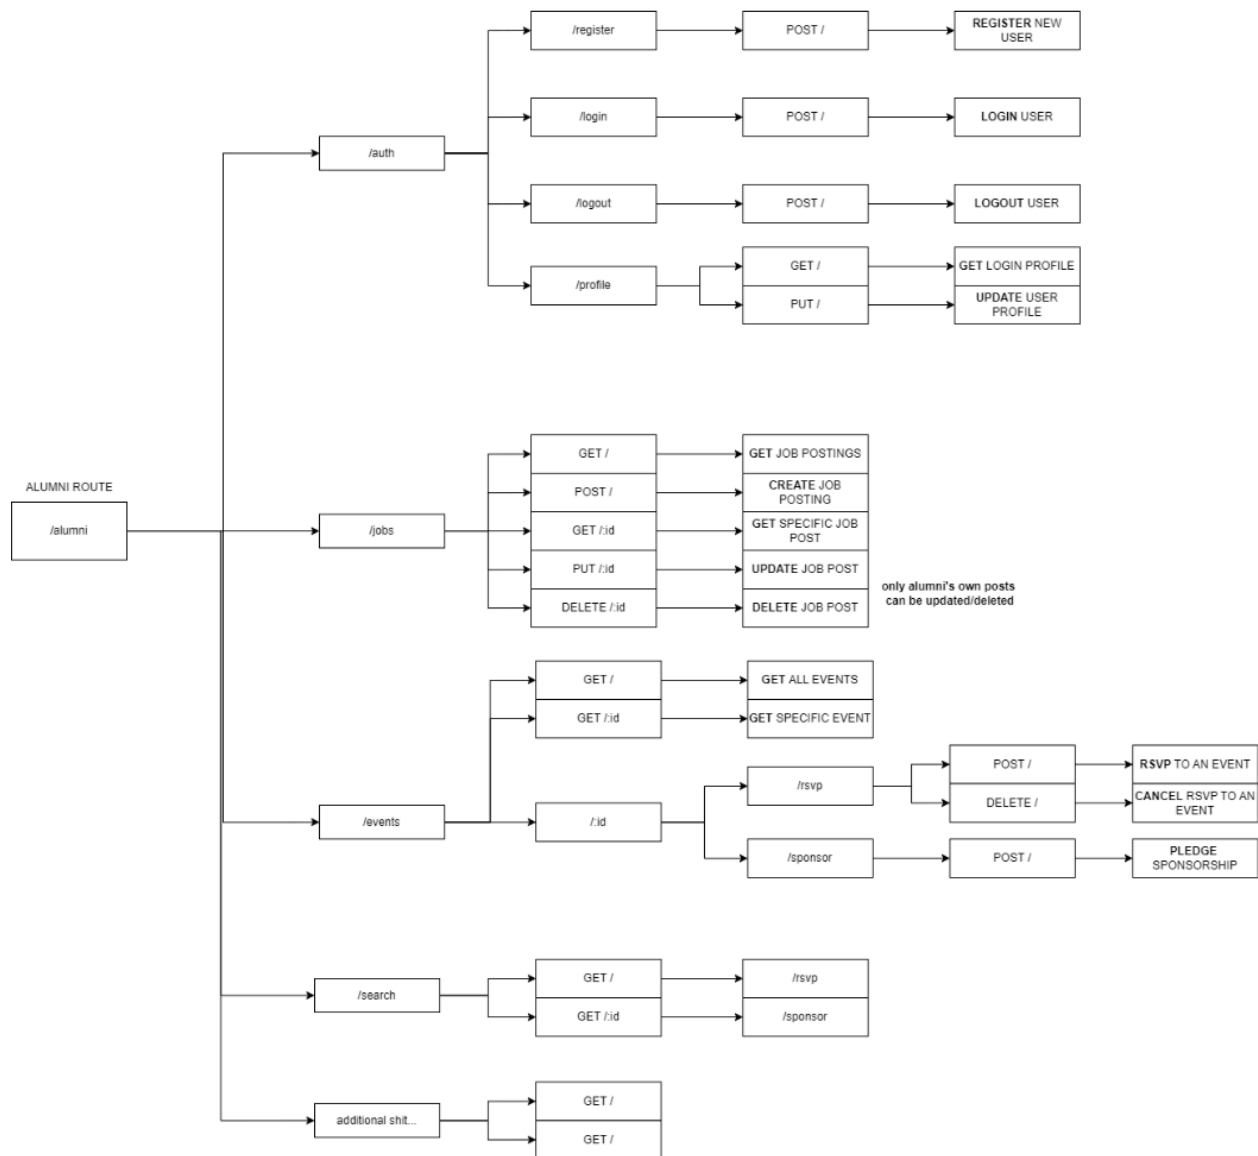 /register
POST /
REGISTER NEW
USER
/login
POST /
LOGIN USER
/auth
/logout
POST /
LOGOUT USER
/profile
GET /
GET LOGIN PROFILE
PUT /
UPDATE USER
PROFILE
ALUMNI ROUTE
/alumni
/jobs
GET /
GET JOB POSTINGS
POST /
CREATE JOB
POSTING
GET /:id
GET SPECIFIC JOB
POST
PUT /:id
UPDATE JOB POST
DELETE /:id
DELETE JOB POST
only alumni's own posts
can be updated/deleted
/events
GET /
GET ALL EVENTS
GET /:id
GET SPECIFIC EVENT
/:id
/rsvp
POST /
RSVP TO AN EVENT
DELETE /
CANCEL RSVP TO AN
EVENT
/sponsor
POST /
PLEDGE
SPONSORSHIP
/search
GET /
/rsvp
GET /:id
/sponsor
additional shit...
GET /
GET /